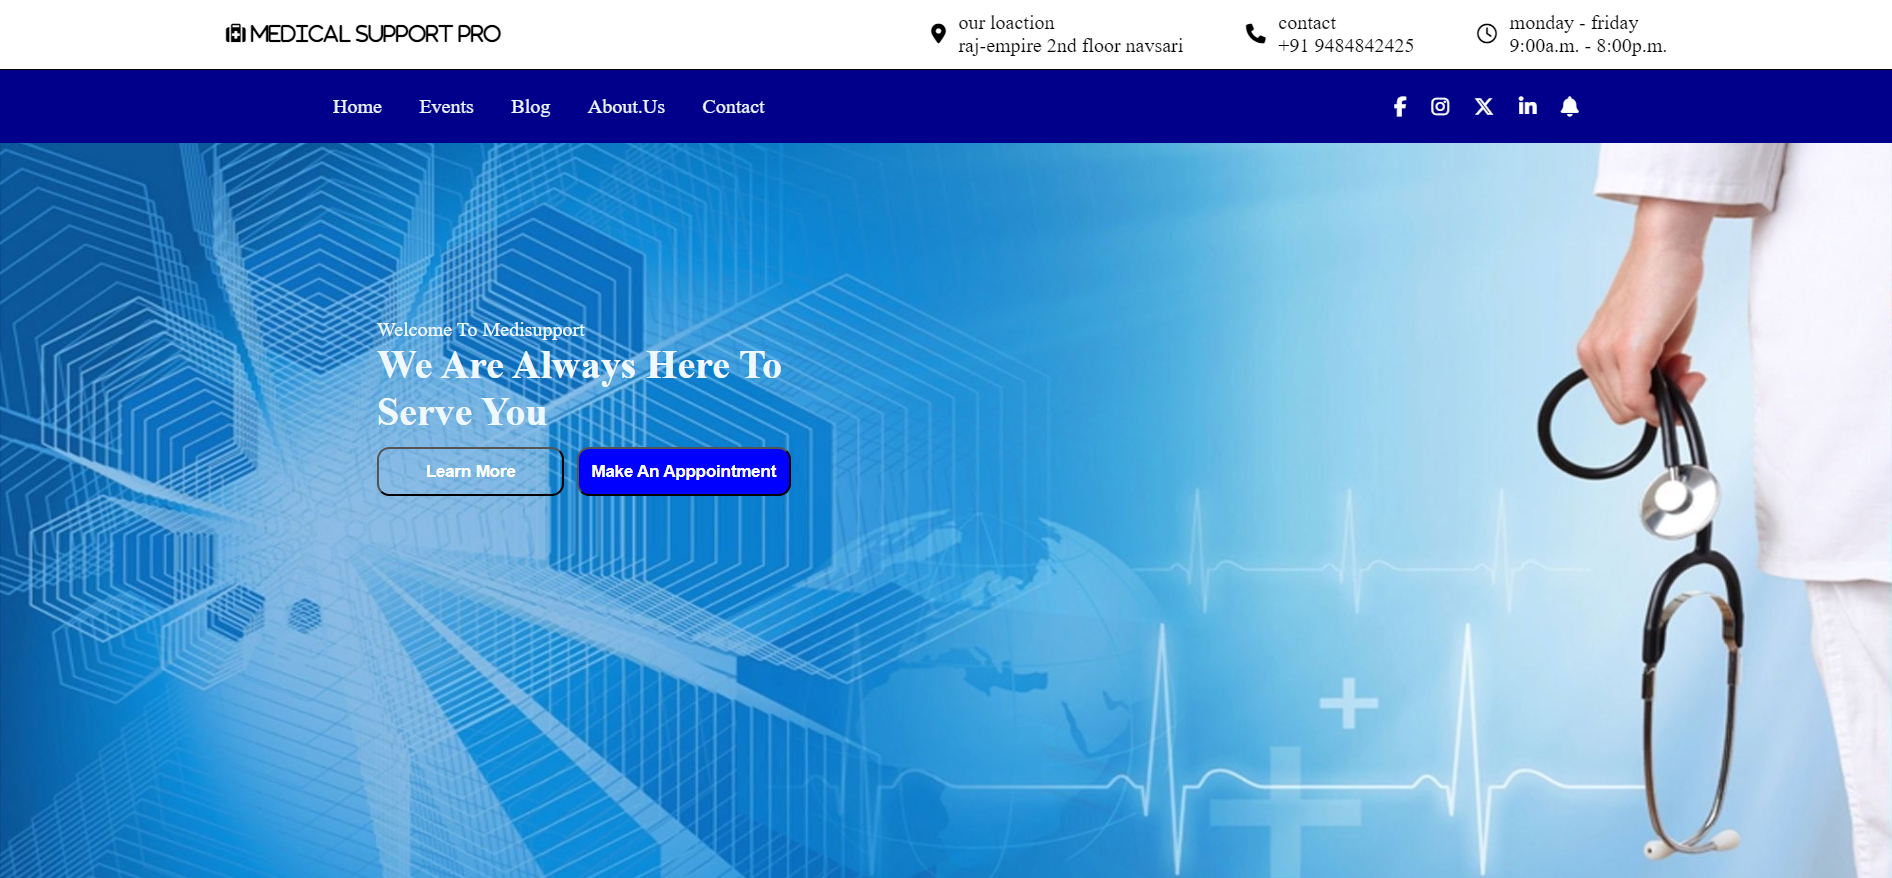 MEDICAL SUPPORT PRO
our loaction
raj-empire 2nd floor navsari
contact
+91 9484842425
monday - friday
9:00a.m. - 8:00p.m.
Home Events Blog About.Us Contact
Welcome To Medisupport
We Are Always Here To
Serve You
Learn More
Make An Apppointment